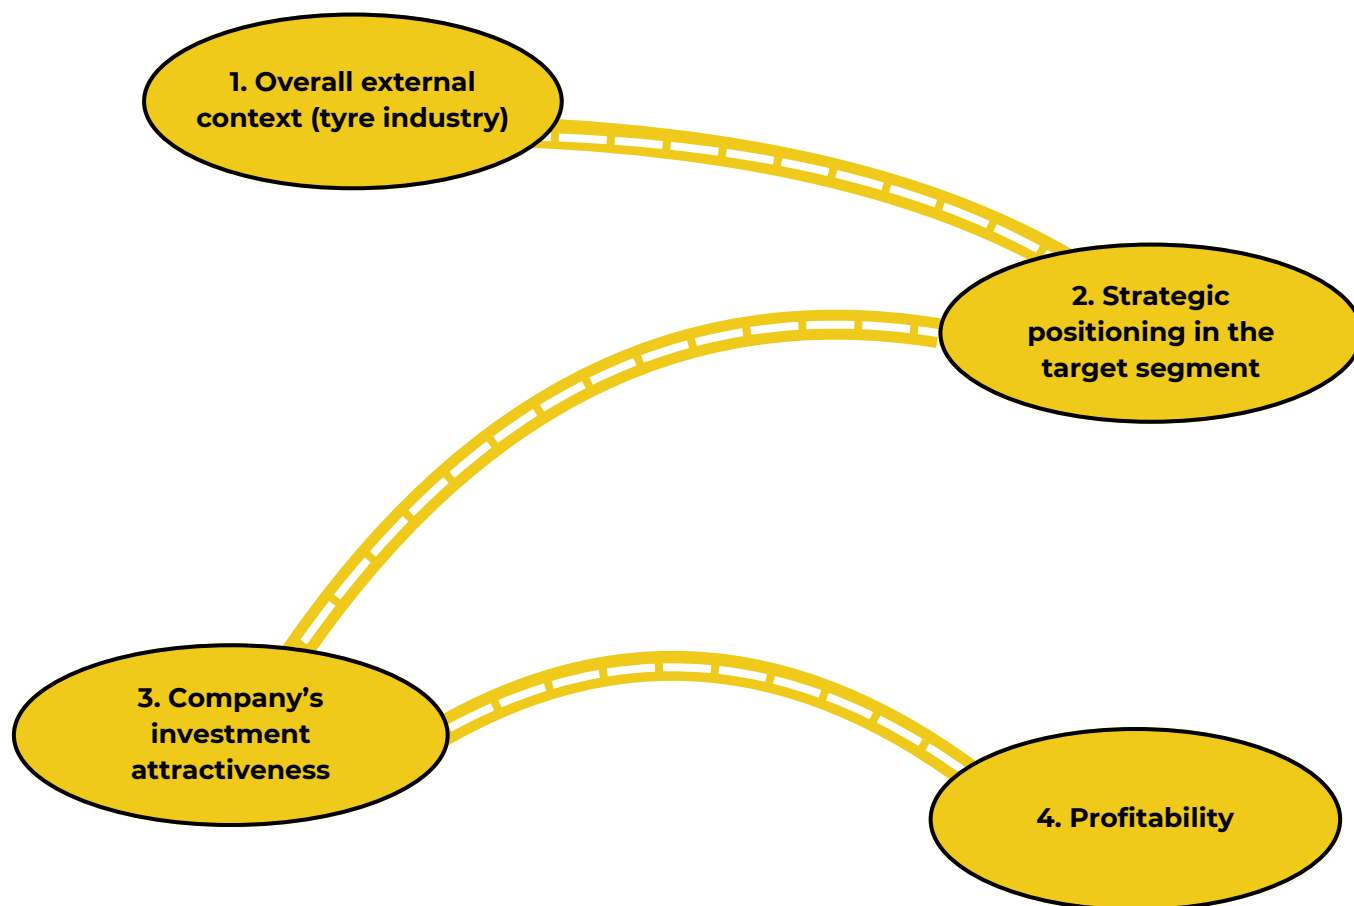 1. Overall external
context (tyre industry)
2. Strategic
positioning in the
target segment
3. Company’s
investment
attractiveness
4. Profitability